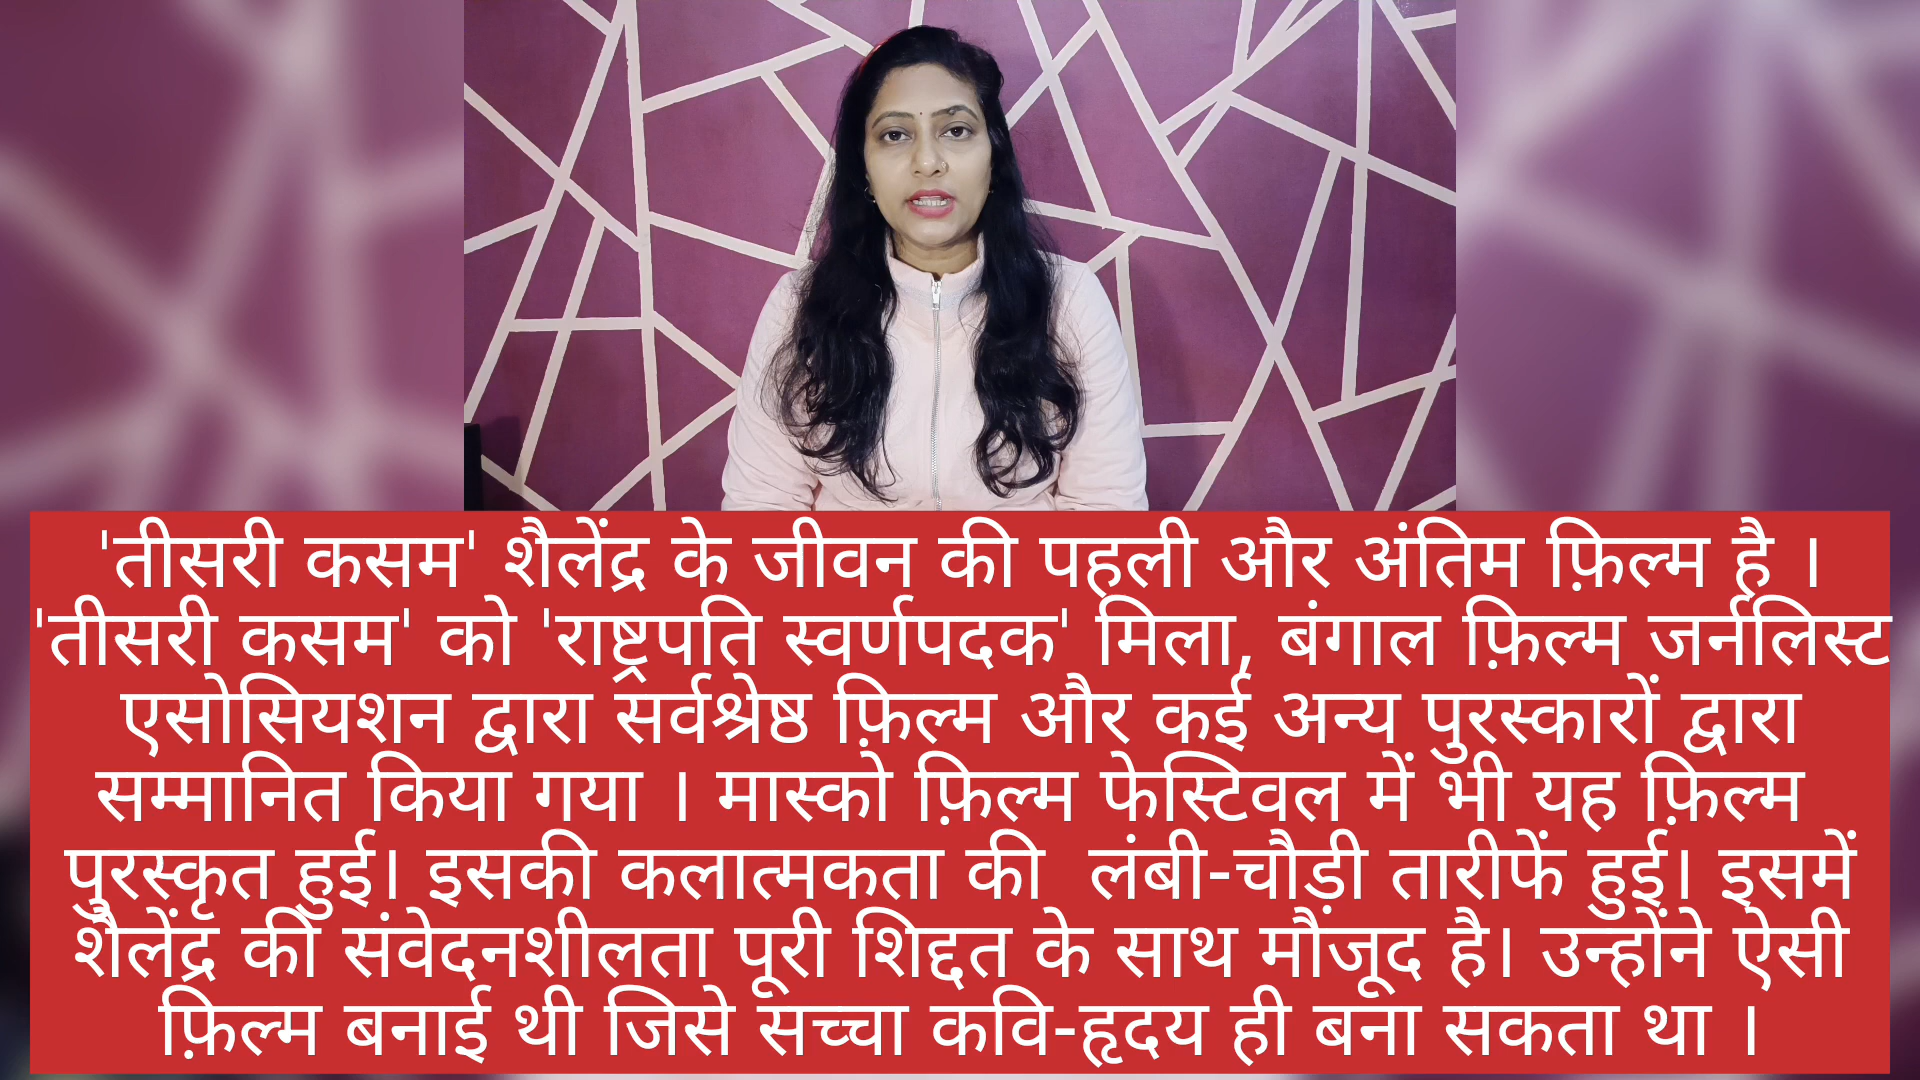 'तीसरी कसम' शैलेंद्र के जीवन की पहली और अंतिम फ़िल्म है ।
'तीसरी कसम' को 'राष्ट्रपति स्वर्णपदक' मिला, बंगाल फ़िल्म जर्नलिस्ट
एसोसियशन द्वारा सर्वश्रेष्ठ फ़िल्म और कई अन्य पुरस्कारों द्वारा
सम्मानित किया गया । मास्को फ़िल्म फेस्टिवल में भी यह फ़िल्म
पुरस्कृत हुई। इसकी कलात्मकता की  लंबी-चौड़ी तारीफें हुई। इसमें
शैलेंद्र की संवेदनशीलता पूरी शिद्दत के साथ मौजूद है। उन्होंने ऐसी
फ़िल्म बनाई थी जिसे सच्चा कवि-हृदय ही बना सकता था ।